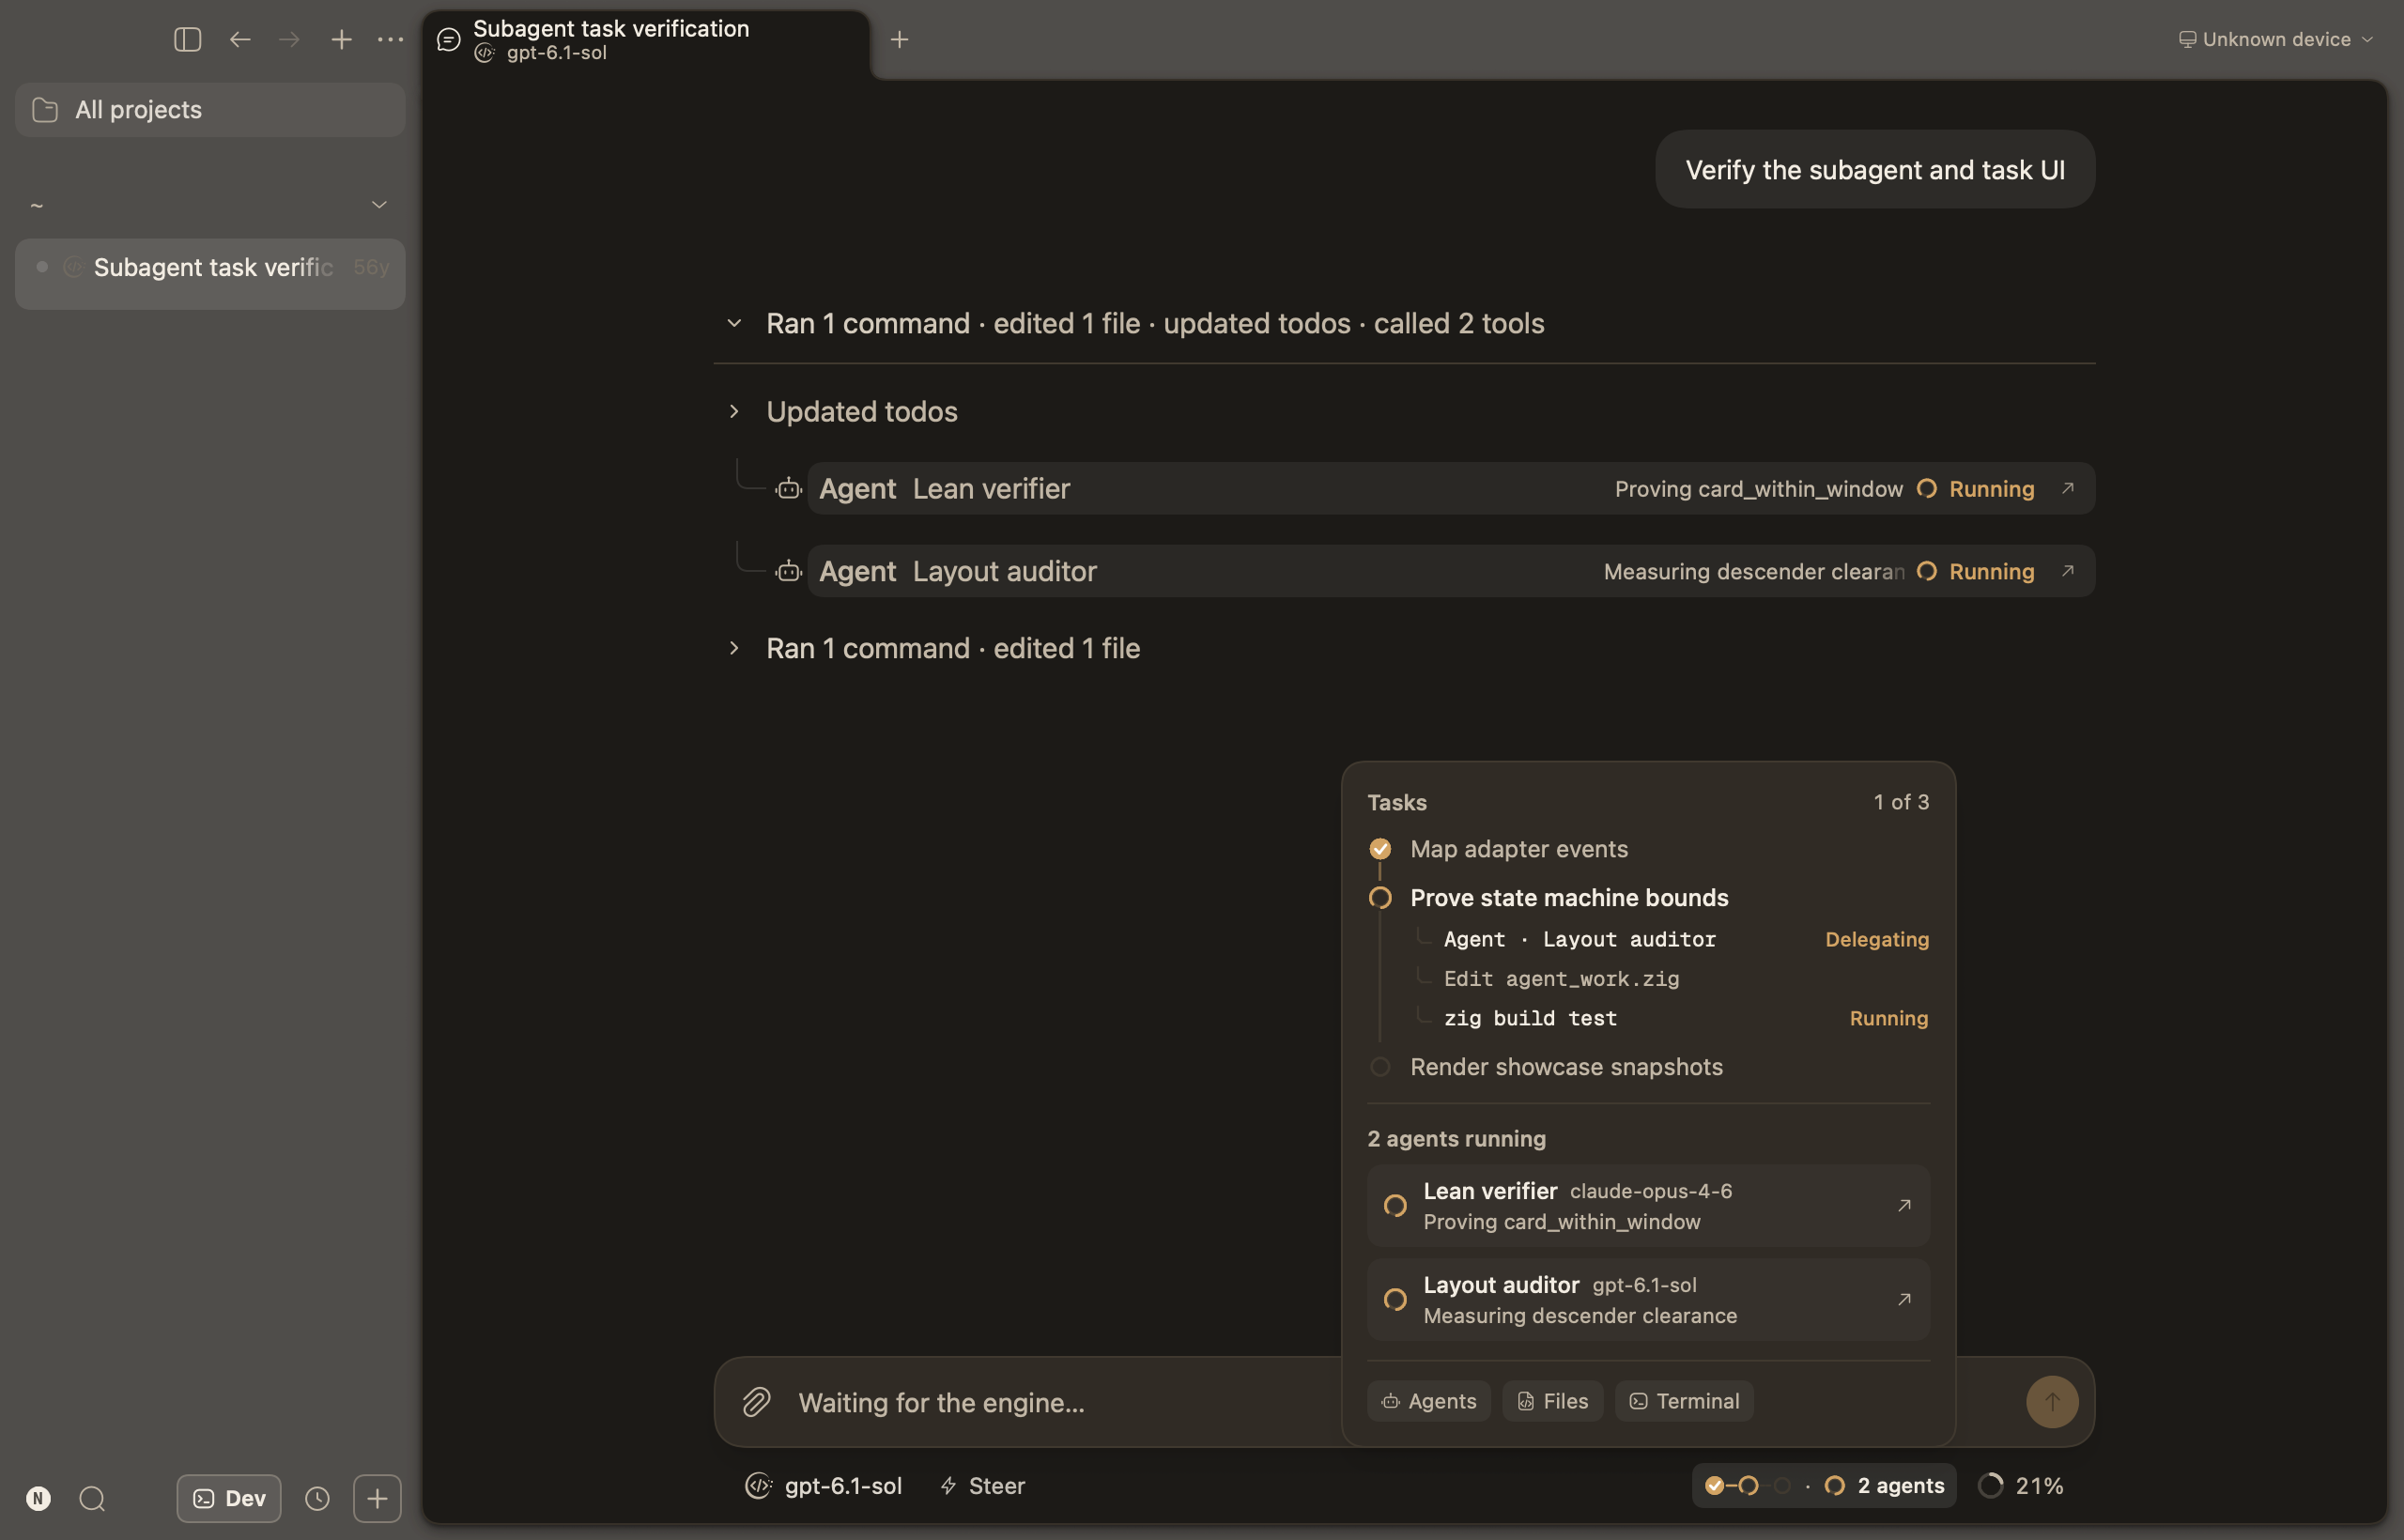 Subagent task verification
gpt-6.1-sol
Unknown device
All projects
~
Subagent task verific 56y
Verify the subagent and task UI
Ran 1 command · edited 1 file · updated todos · called 2 tools
Updated todos
Agent Lean verifier Proving card_within_window Running
Agent Layout auditor Measuring descender clearan Running
Ran 1 command · edited 1 file
Tasks 1 of 3
Map adapter events
Prove state machine bounds
Agent · Layout auditor Delegating
Edit agent_work.zig
zig build test Running
Render showcase snapshots
2 agents running
Lean verifier claude-opus-4-6
Proving card_within_window
Layout auditor gpt-6.1-sol
Measuring descender clearance
Agents Files Terminal
Waiting for the engine...
gpt-6.1-sol Steer · 2 agents 21%
N Dev